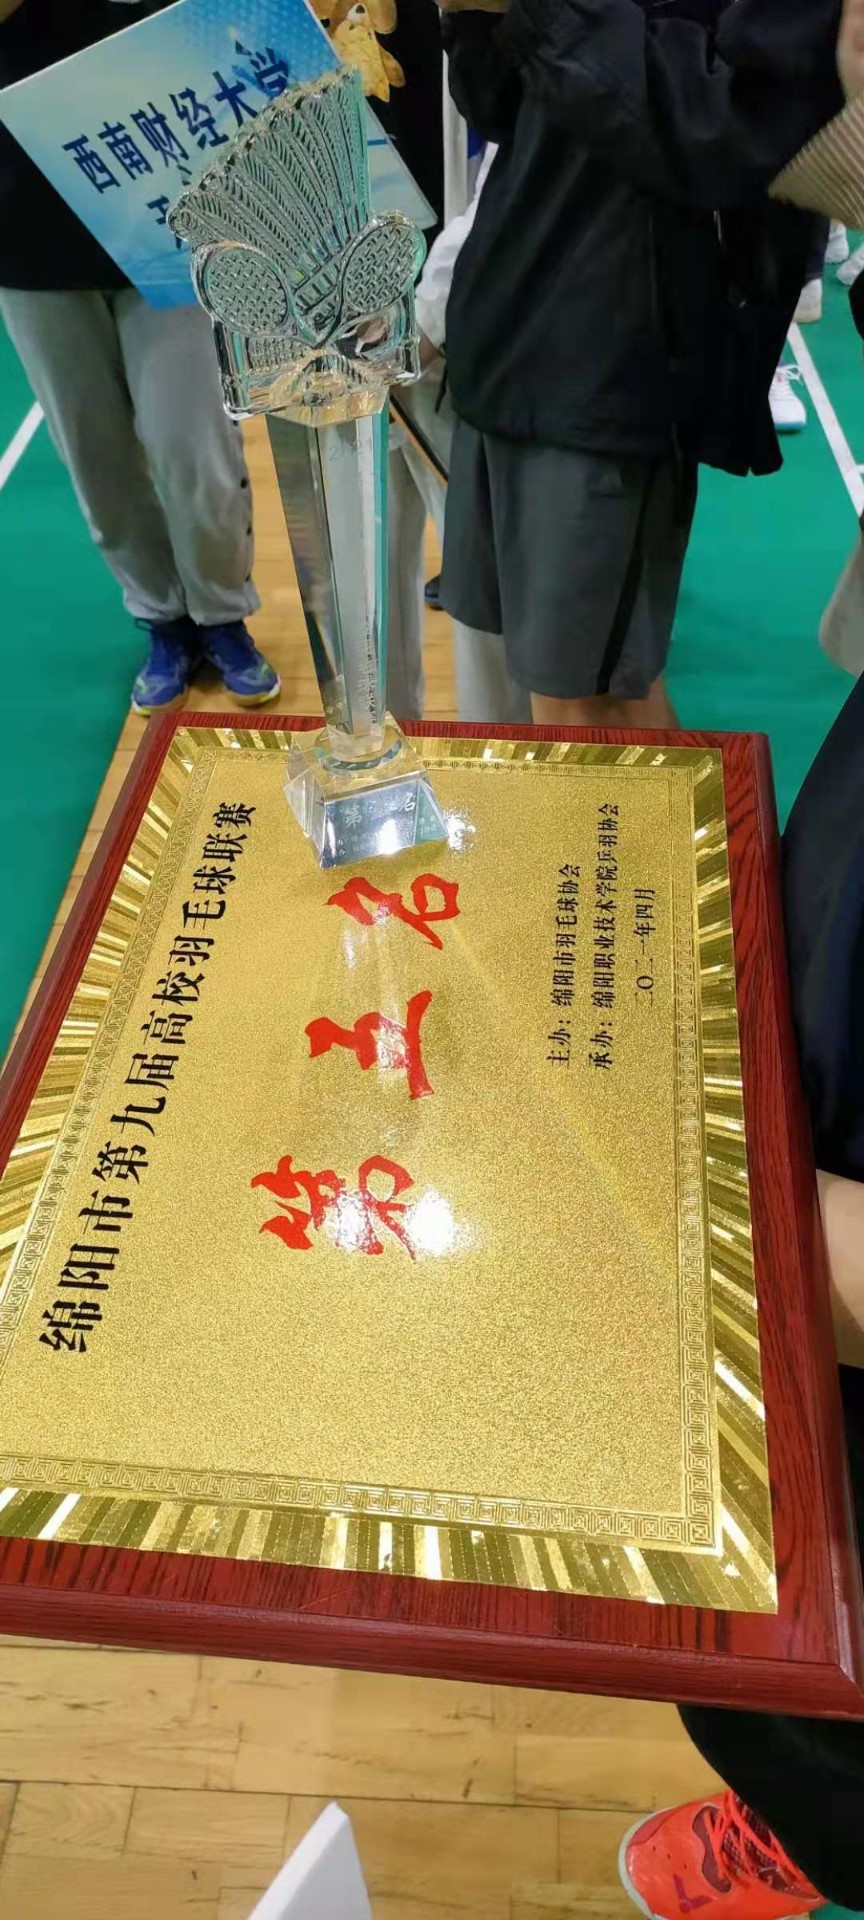 西南财经大学
绵阳市第九届高校羽毛球联赛
第五名
主办：绵阳市羽毛球协会
承办：绵阳职业技术学院乒羽协会
二〇二一年四月